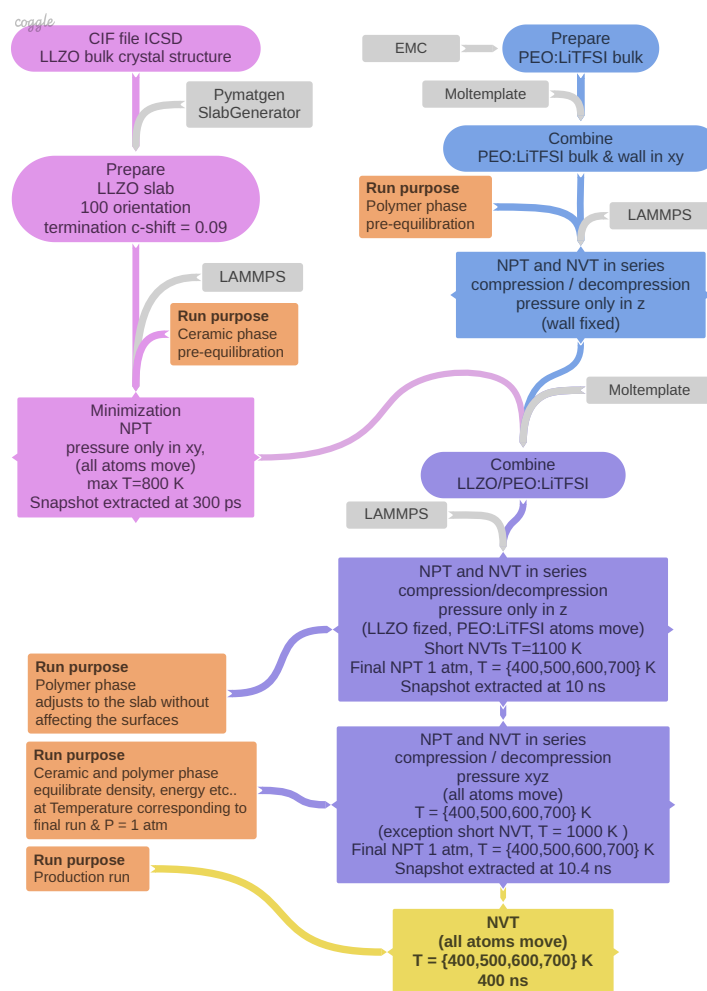 coggle
CIF file ICSD
LLZO bulk crystal structure
Pymatgen
SlabGenerator
Prepare
LLZO slab
100 orientation
termination c-shift = 0.09
LAMMPS
Run purpose
Ceramic phase
pre-equilibration
Minimization
NPT
pressure only in xy,
(all atoms move)
max T=800 K
Snapshot extracted at 300 ps
EMC
Prepare
PEO:LiTFSI bulk
Moltemplate
Combine
PEO:LiTFSI bulk & wall in xy
Run purpose
Polymer phase
pre-equilibration
LAMMPS
NPT and NVT in series
compression / decompression
pressure only in z
(wall fixed)
Moltemplate
Combine
LLZO/PEO:LiTFSI
LAMMPS
NPT and NVT in series
compression/decompression
pressure only in z
(LLZO fized, PEO:LiTFSI atoms move)
Short NVTs T=1100 K
Final NPT 1 atm, T = {400,500,600,700} K
Snapshot extracted at 10 ns
Run purpose
Polymer phase
adjusts to the slab without
affecting the surfaces
NPT and NVT in series
compression / decompression
pressure xyz
(all atoms move)
T = {400,500,600,700} K
(exception short NVT, T = 1000 K )
Final NPT 1 atm, T = {400,500,600,700} K
Snapshot extracted at 10.4 ns
Run purpose
Ceramic and polymer phase
equilibrate density, energy etc..
at Temperature corresponding to
final run & P = 1 atm
Run purpose
Production run
NVT
(all atoms move)
T = {400,500,600,700} K
400 ns